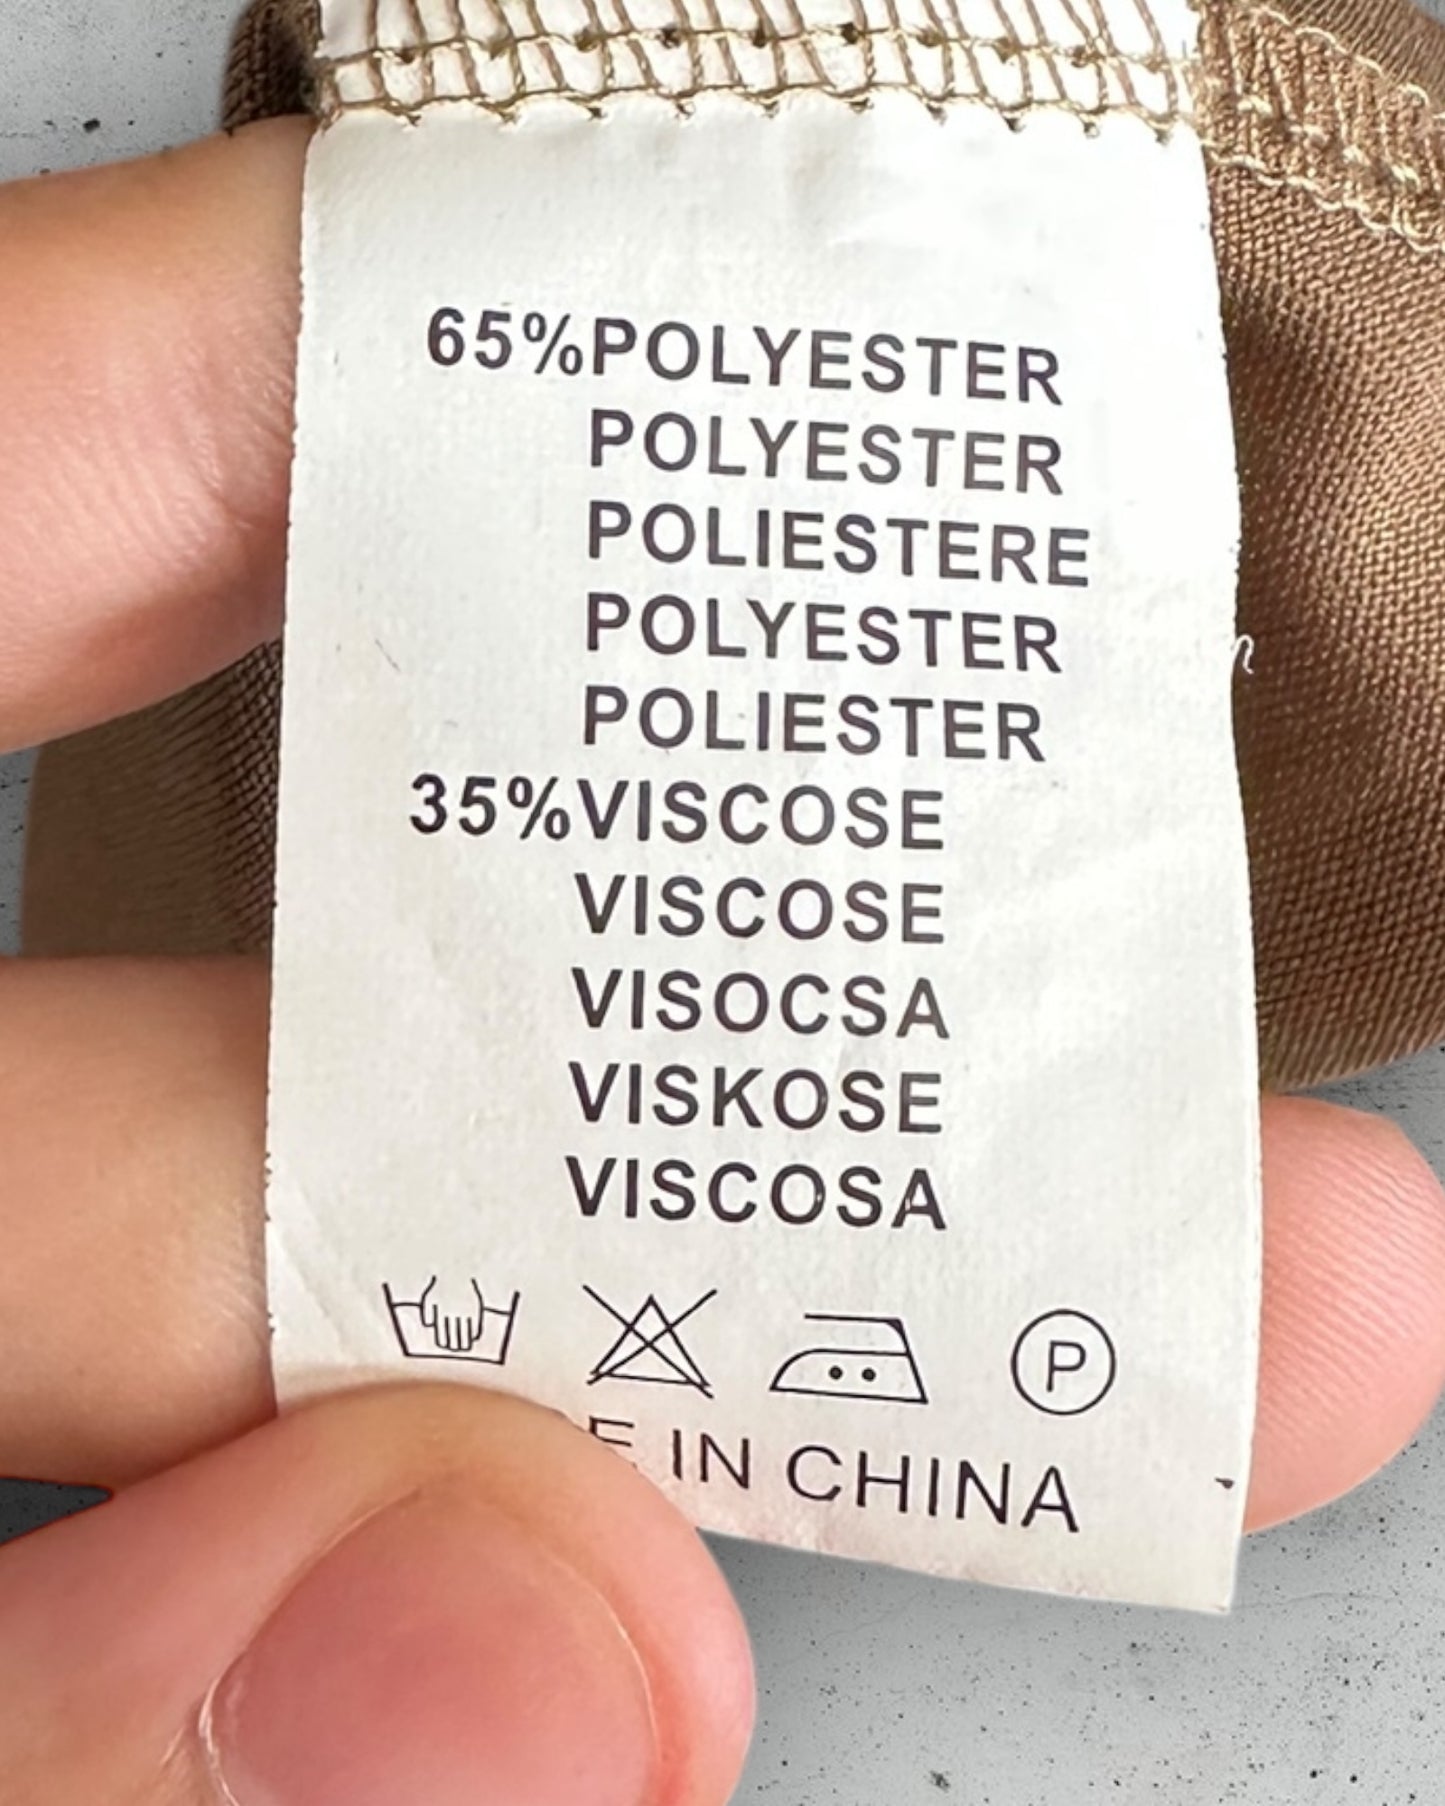 65%POLYESTER
POLYESTER
POLIESTERE
POLYESTER
POLIESTER
35%VISCOSE
VISCOSE
VISOCSA
VISKOSE
VISCOSA
P
IN CHINA